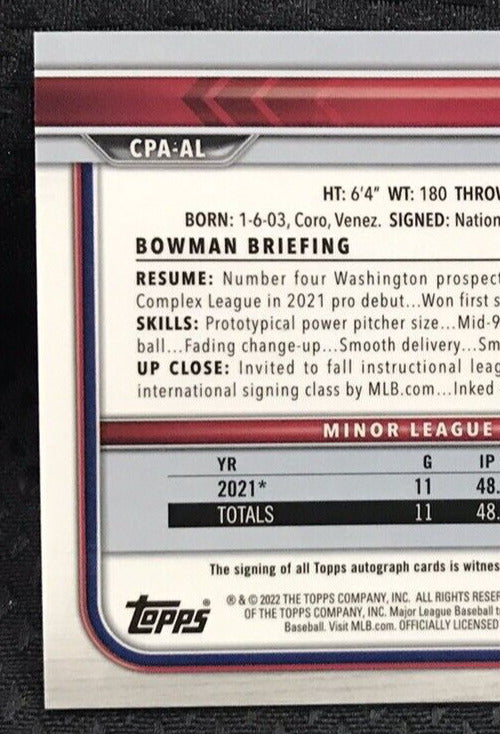 CPA-AL
HT: 6'4" WT: 180 THROW
BORN: 1-6-03, Coro, Venez. SIGNED: Nation
BOWMAN BRIEFING
RESUME: Number four Washington prospect
Complex League in 2021 pro debut...Won first s
SKILLS: Prototypical power pitcher size...Mid-9
ball...Fading change-up...Smooth delivery...Sm
UP CLOSE: Invited to fall instructional leag
international signing class by MLB.com...Inked
MINOR LEAGUE
YR G IP
2021* 11 48.
TOTALS 11 48.
The signing of all Topps autograph cards is witnes
topps® ® & © 2022 THE TOPPS COMPANY, INC. ALL RIGHTS RESER
OF THE TOPPS COMPANY, INC. Major League Baseball t
Baseball. Visit MLB.com. OFFICIALLY LICENSED